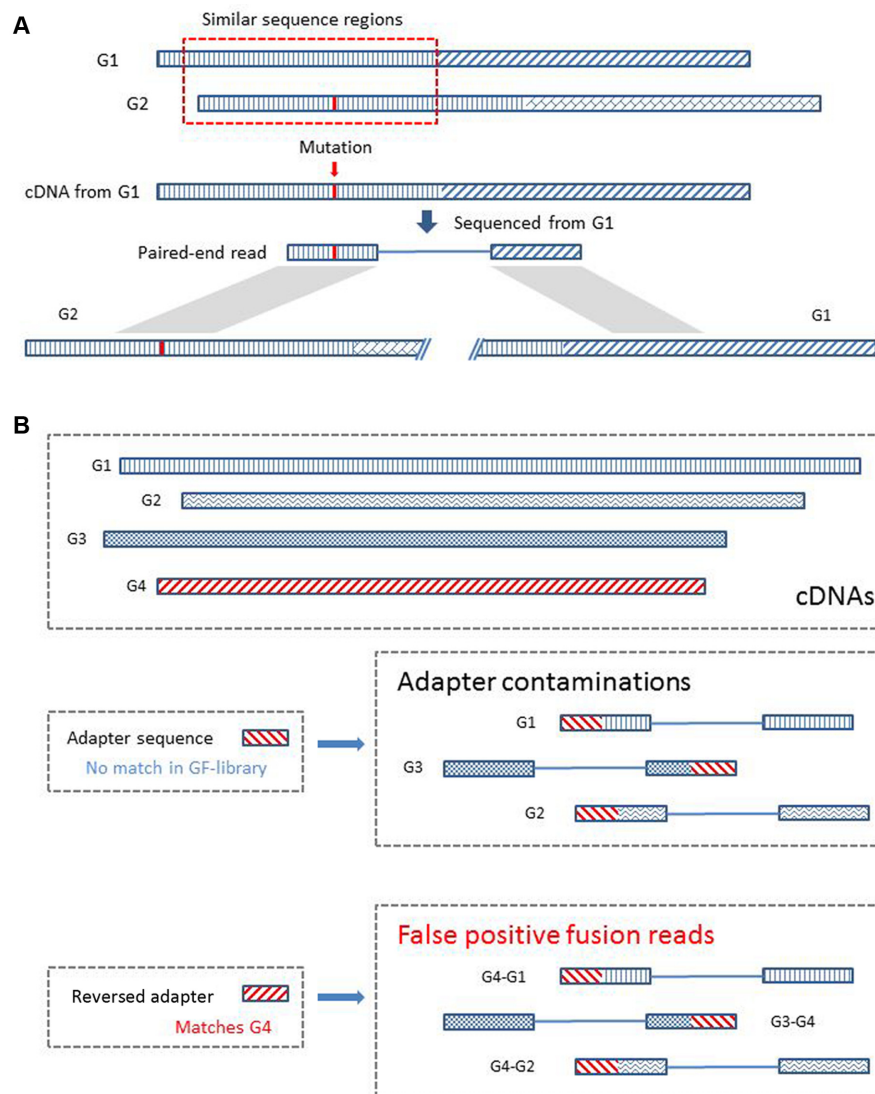 A
Similar sequence regions
G1
G2
Mutation
cDNA from G1
Sequenced from G1
Paired-end read
G2
G1
B
G1
G2
G3
G4
cDNAs
Adapter contaminations
Adapter sequence
No match in GF-library
G1
G3
G2
False positive fusion reads
Reversed adapter
Matches G4
G4-G1
G3-G4
G4-G2